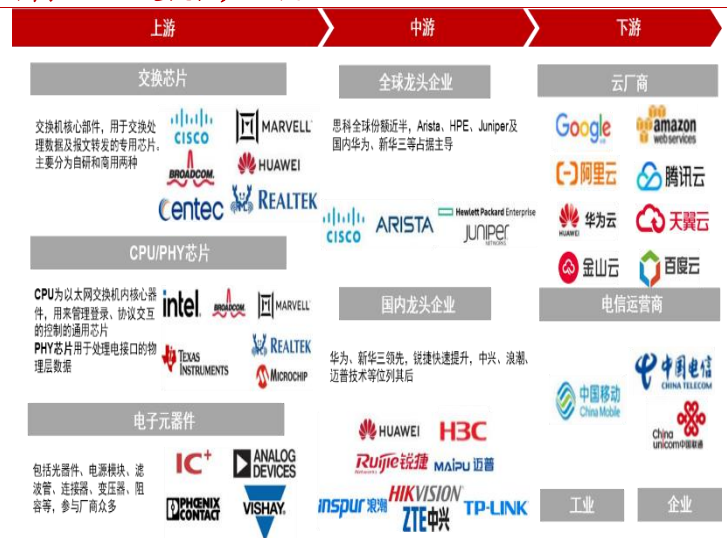 上游
中游
下游
交换芯片
交换机核心部件，用于交换处
理数据及报文转发的专用芯片。
主要分为自研和商用两种
CISCO
MARVELL
BROADCOM.
HUAWEI
Centec
REALTEK
CPU/PHY芯片
CPU为以太网交换机内核心器
件，用来管理登录、协议交互
的控制的通用芯片
PHY芯片用于处理电接口的物
理层数据
intel.
BROADCOM.
MARVELL
TEXAS
INSTRUMENTS
REALTEK
MICROCHIP
电子元器件
包括光器件、电源模块、滤
波管、连接器、变压器、阻
容等，参与厂商众多
IC+
ANALOG
DEVICES
PHOENIX
CONTACT
VISHAY.
全球龙头企业
思科全球份额近半，Arista、HPE、Juniper及
国内华为、新华三等占据主导
CISCO
ARISTA
Hewlett Packard Enterprise
JUNIPER
NETWORKS
国内龙头企业
华为、新华三领先，锐捷快速提升，中兴、浪潮、
迈普技术等位列其后
HUAWEI
H3C
Ruijie锐捷
MAIPU 迈普
inspur 浪潮
HIKVISION
ZTE中兴
TP-LINK
云厂商
Google
amazon
webservices
阿里云
腾讯云
HUAWEI
华为云
天翼云
金山云
百度云
电信运营商
中国移动
China Mobile
中国电信
CHINA TELECOM
China
unicom中国联通
工业
企业